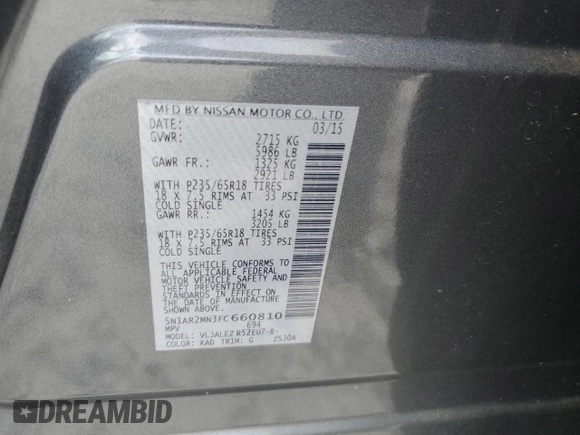 MFD BY NISSAN MOTOR CO., LTD.
DATE: 03/15
GVWR: 2715 KG
5986 LB
GAWR FR.: 1325 KG
2921 LB
WITH P235/65R18 TIRES
18 X 7.5 RIMS AT 33 PSI
COLD SINGLE
GAWR RR.: 1454 KG
3205 LB
WITH P235/65R18 TIRES
18 X 7.5 RIMS AT 33 PSI
COLD SINGLE
THIS VEHICLE CONFORMS TO
ALL APPLICABLE FEDERAL
MOTOR VEHICLE SAFETY AND
THEFT PREVENTION
STANDARDS IN EFFECT ON
THE DATE OF MANUFACTURE
5N1AR2MN3FC660810
MPV 694
MODEL: VLJALEZ R52EU7-B-
COLOR: KAD TRIM: G 2S30A
DREAMBID